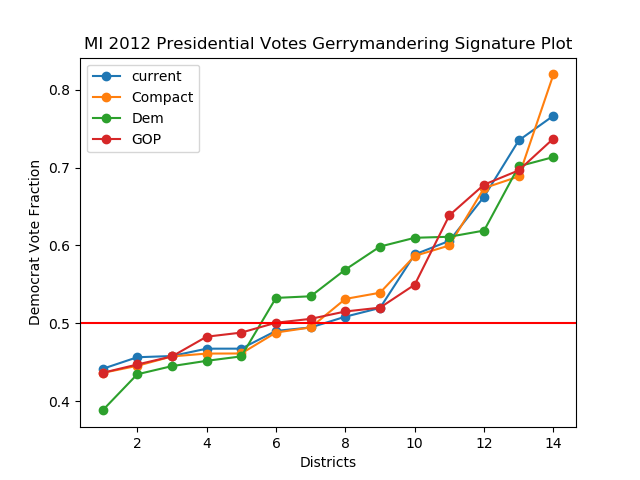 MI 2012 Presidential Votes Gerrymandering Signature Plot
current
Compact
Dem
GOP
Democrat Vote Fraction
0.8
0.7
0.6
0.5
0.4
2 4 6 8 10 12 14
Districts